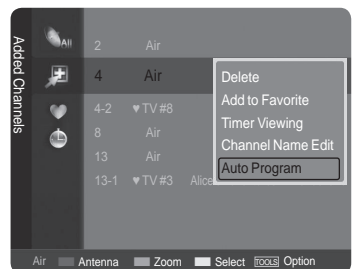 Added Channels
All
2 Air
4 Air
4-2 ♥ TV #8
8 Air
13 Air
13-1 ♥ TV #3 Alice
Delete
Add to Favorite
Timer Viewing
Channel Name Edit
Auto Program
Air Antenna Zoom Select TOOLS Option